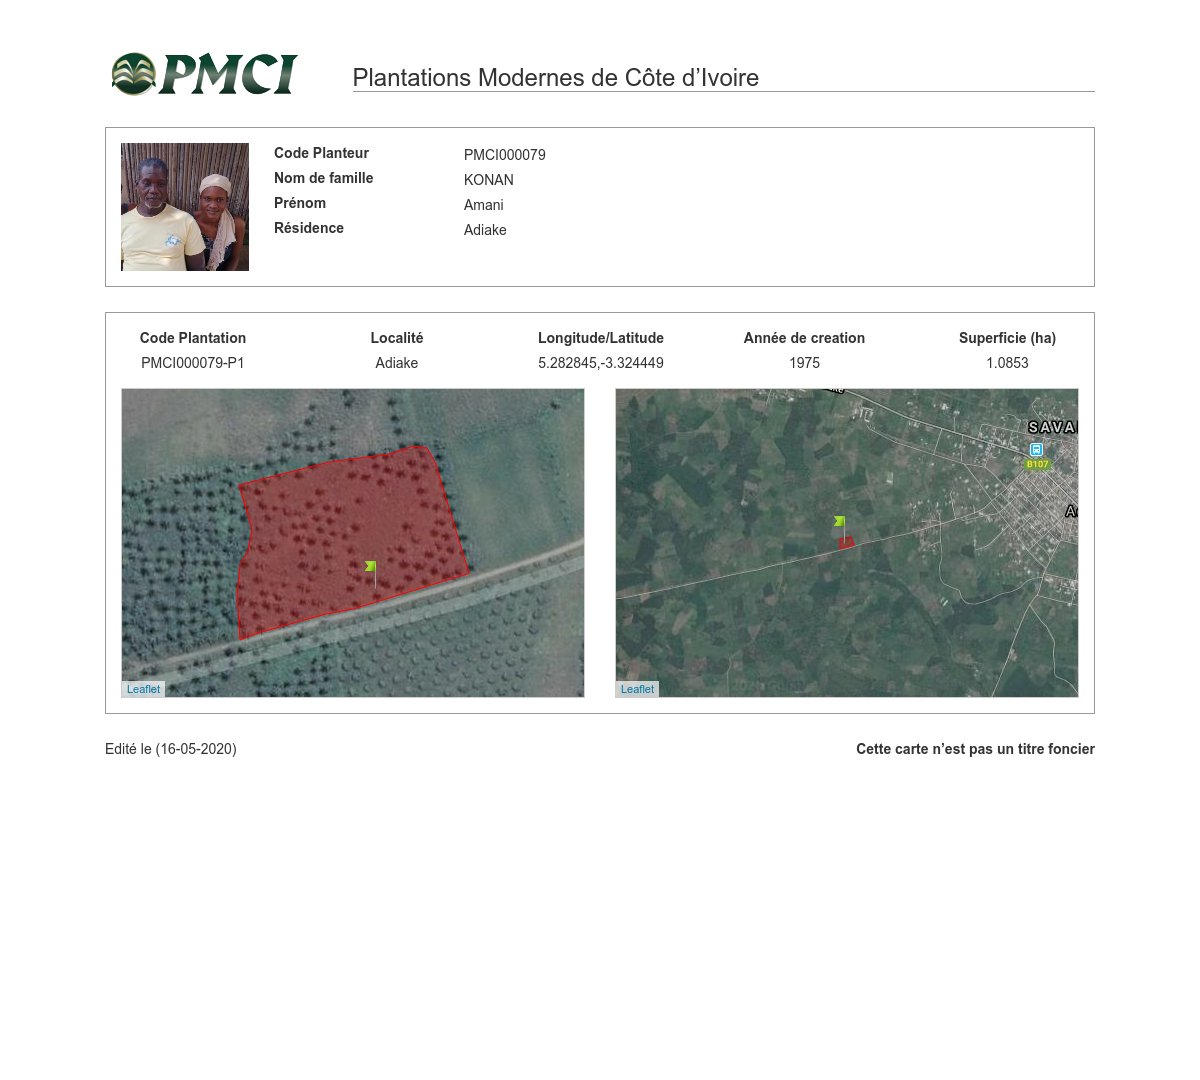 PMCI
Plantations Modernes de Côte d’Ivoire
Code Planteur PMCI000079
Nom de famille KONAN
Prénom Amani
Résidence Adiake
Code Plantation Localité Longitude/Latitude Année de creation Superficie (ha)
PMCI000079-P1 Adiake 5.282845,-3.324449 1975 1.0853
SAVA
B107
A
Leaflet Leaflet
Edité le (16-05-2020) Cette carte n’est pas un titre foncier